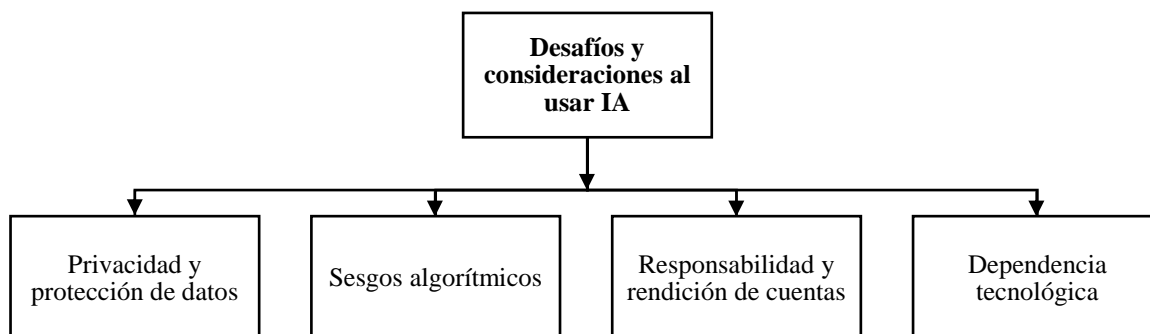 Desafíos y
consideraciones al
usar IA
Privacidad y
protección de datos
Sesgos algorítmicos
Responsabilidad y
rendición de cuentas
Dependencia
tecnológica